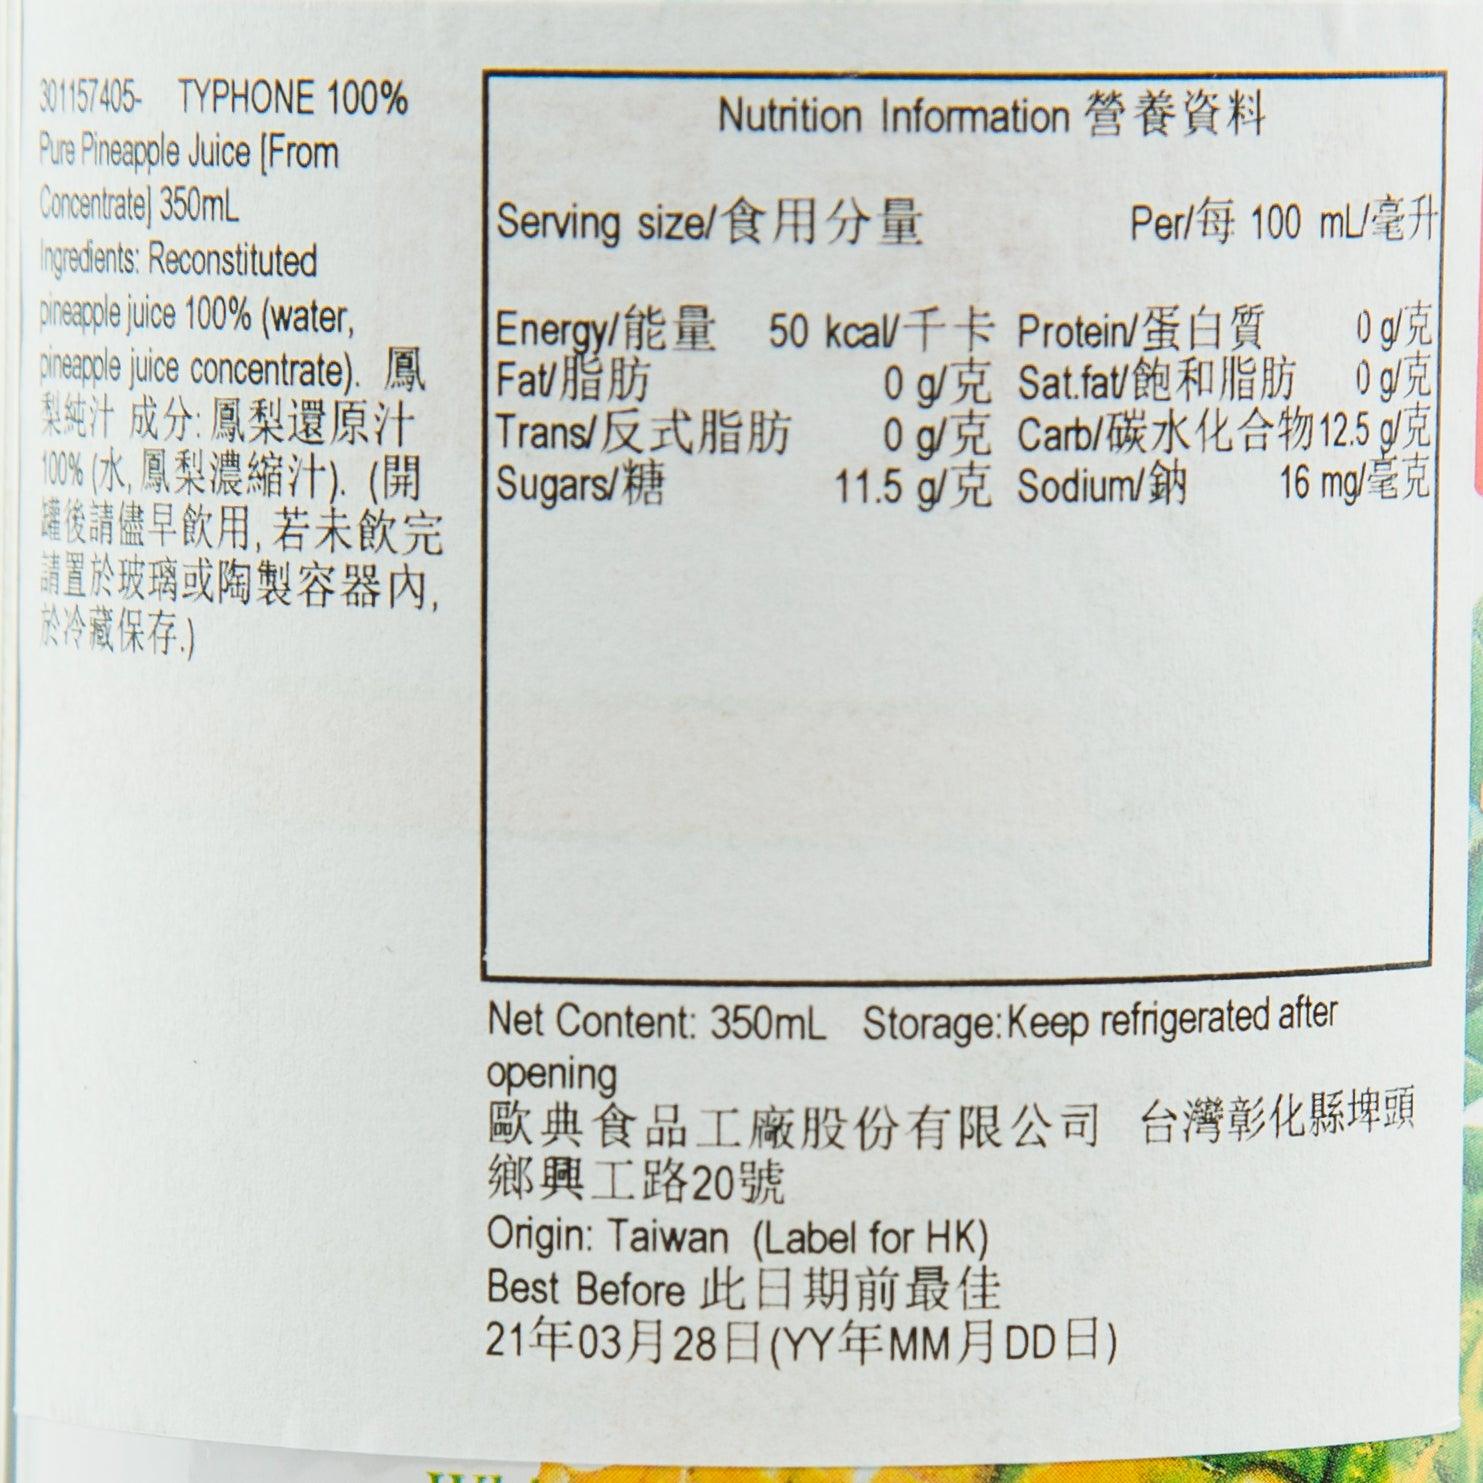 301157405- TYPHONE 100%
Pure Pineapple Juice [From
Concentrate] 350mL
Ingredients: Reconstituted
pineapple juice 100% (water,
pineapple juice concentrate). 鳳
梨純汁 成分: 鳳梨還原汁
100% (水, 鳳梨濃縮汁). (開
罐後請儘早飲用, 若未飲完
請置於玻璃或陶製容器內,
於冷藏保存.)
Nutrition Information 營養資料
Serving size/食用分量 Per/每 100 mL/毫升
Energy/能量 50 kcal/千卡 Protein/蛋白質 0 g/克
Fat/脂肪 0 g/克 Sat.fat/飽和脂肪 0 g/克
Trans/反式脂肪 0 g/克 Carb/碳水化合物 12.5 g/克
Sugars/糖 11.5 g/克 Sodium/鈉 16 mg/毫克
Net Content: 350mL Storage:Keep refrigerated after
opening
歐典食品工廠股份有限公司 台灣彰化縣埤頭
鄉興工路20號
Origin: Taiwan (Label for HK)
Best Before 此日期前最佳
21年03月28日(YY年MM月DD日)